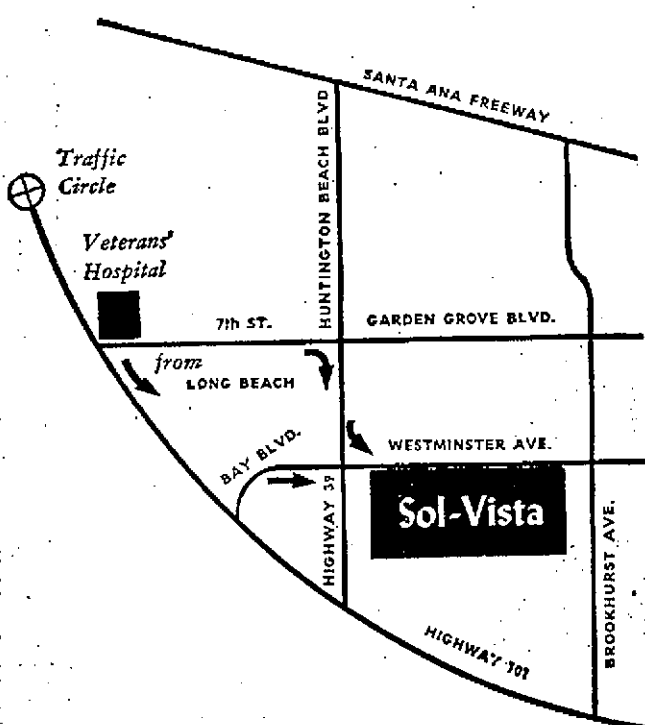 SANTA ANA FREEWAY
HUNTINGTON BEACH BLVD
Traffic
Circle
Veterans'
Hospital
7th ST.
GARDEN GROVE BLVD.
from
LONG BEACH
BAY BLVD.
WESTMINSTER AVE.
HIGHWAY 39
Sol-Vista
BROOKHURST AVE.
HIGHWAY 101